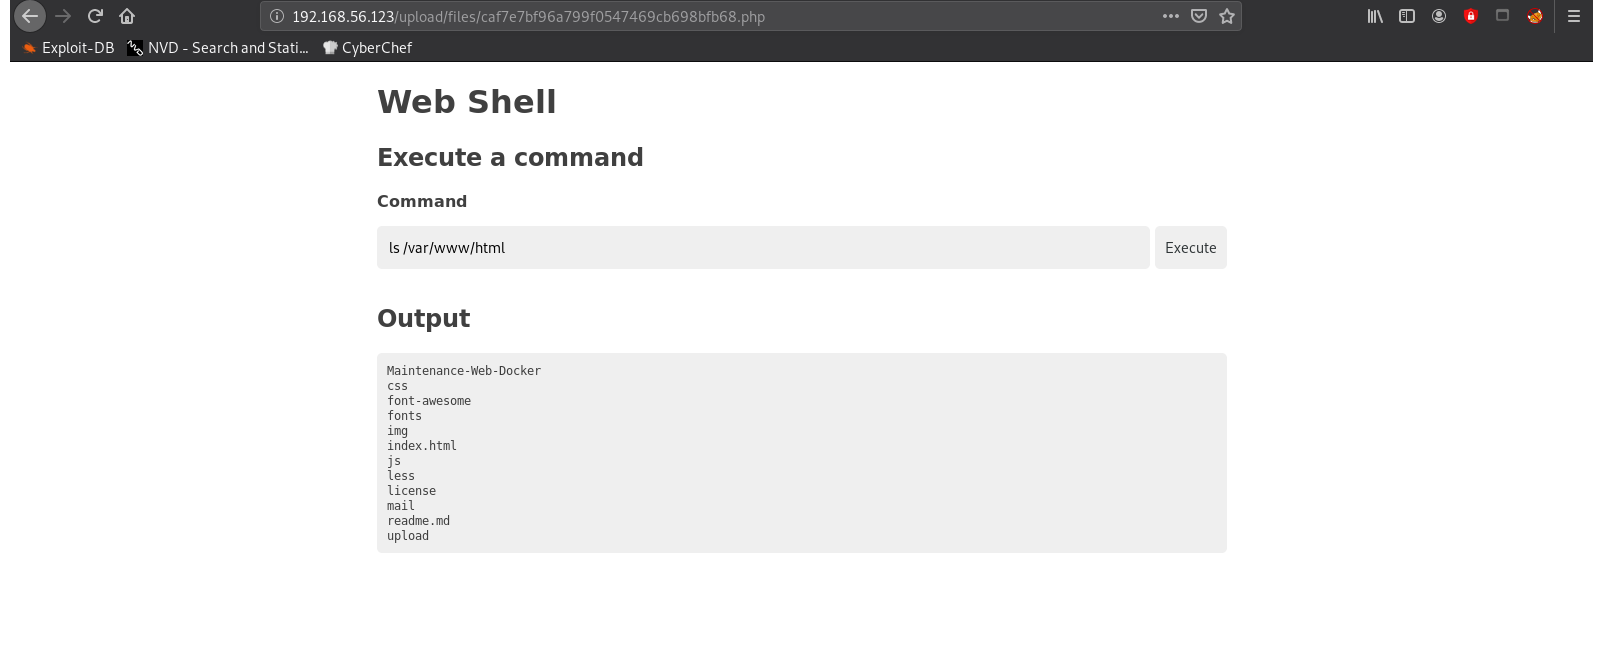 192.168.56.123/upload/files/caf7e7bf96a799f0547469cb698bfb68.php
Exploit-DB NVD - Search and Stati... CyberChef
Web Shell
Execute a command
Command
ls /var/www/html Execute
Output
Maintenance-Web-Docker
css
font-awesome
fonts
img
index.html
js
less
license
mail
readme.md
upload